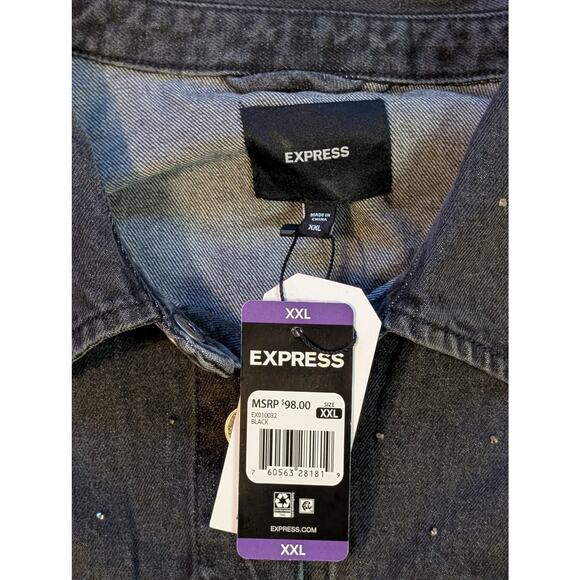 EXPRESS
MADE IN
CHINA
XXL
XXL
EXPRESS
MSRP $98.00
SIZE
XXL
EX010032
BLACK
7 60563 28181 9
EXPRESS.COM
XXL